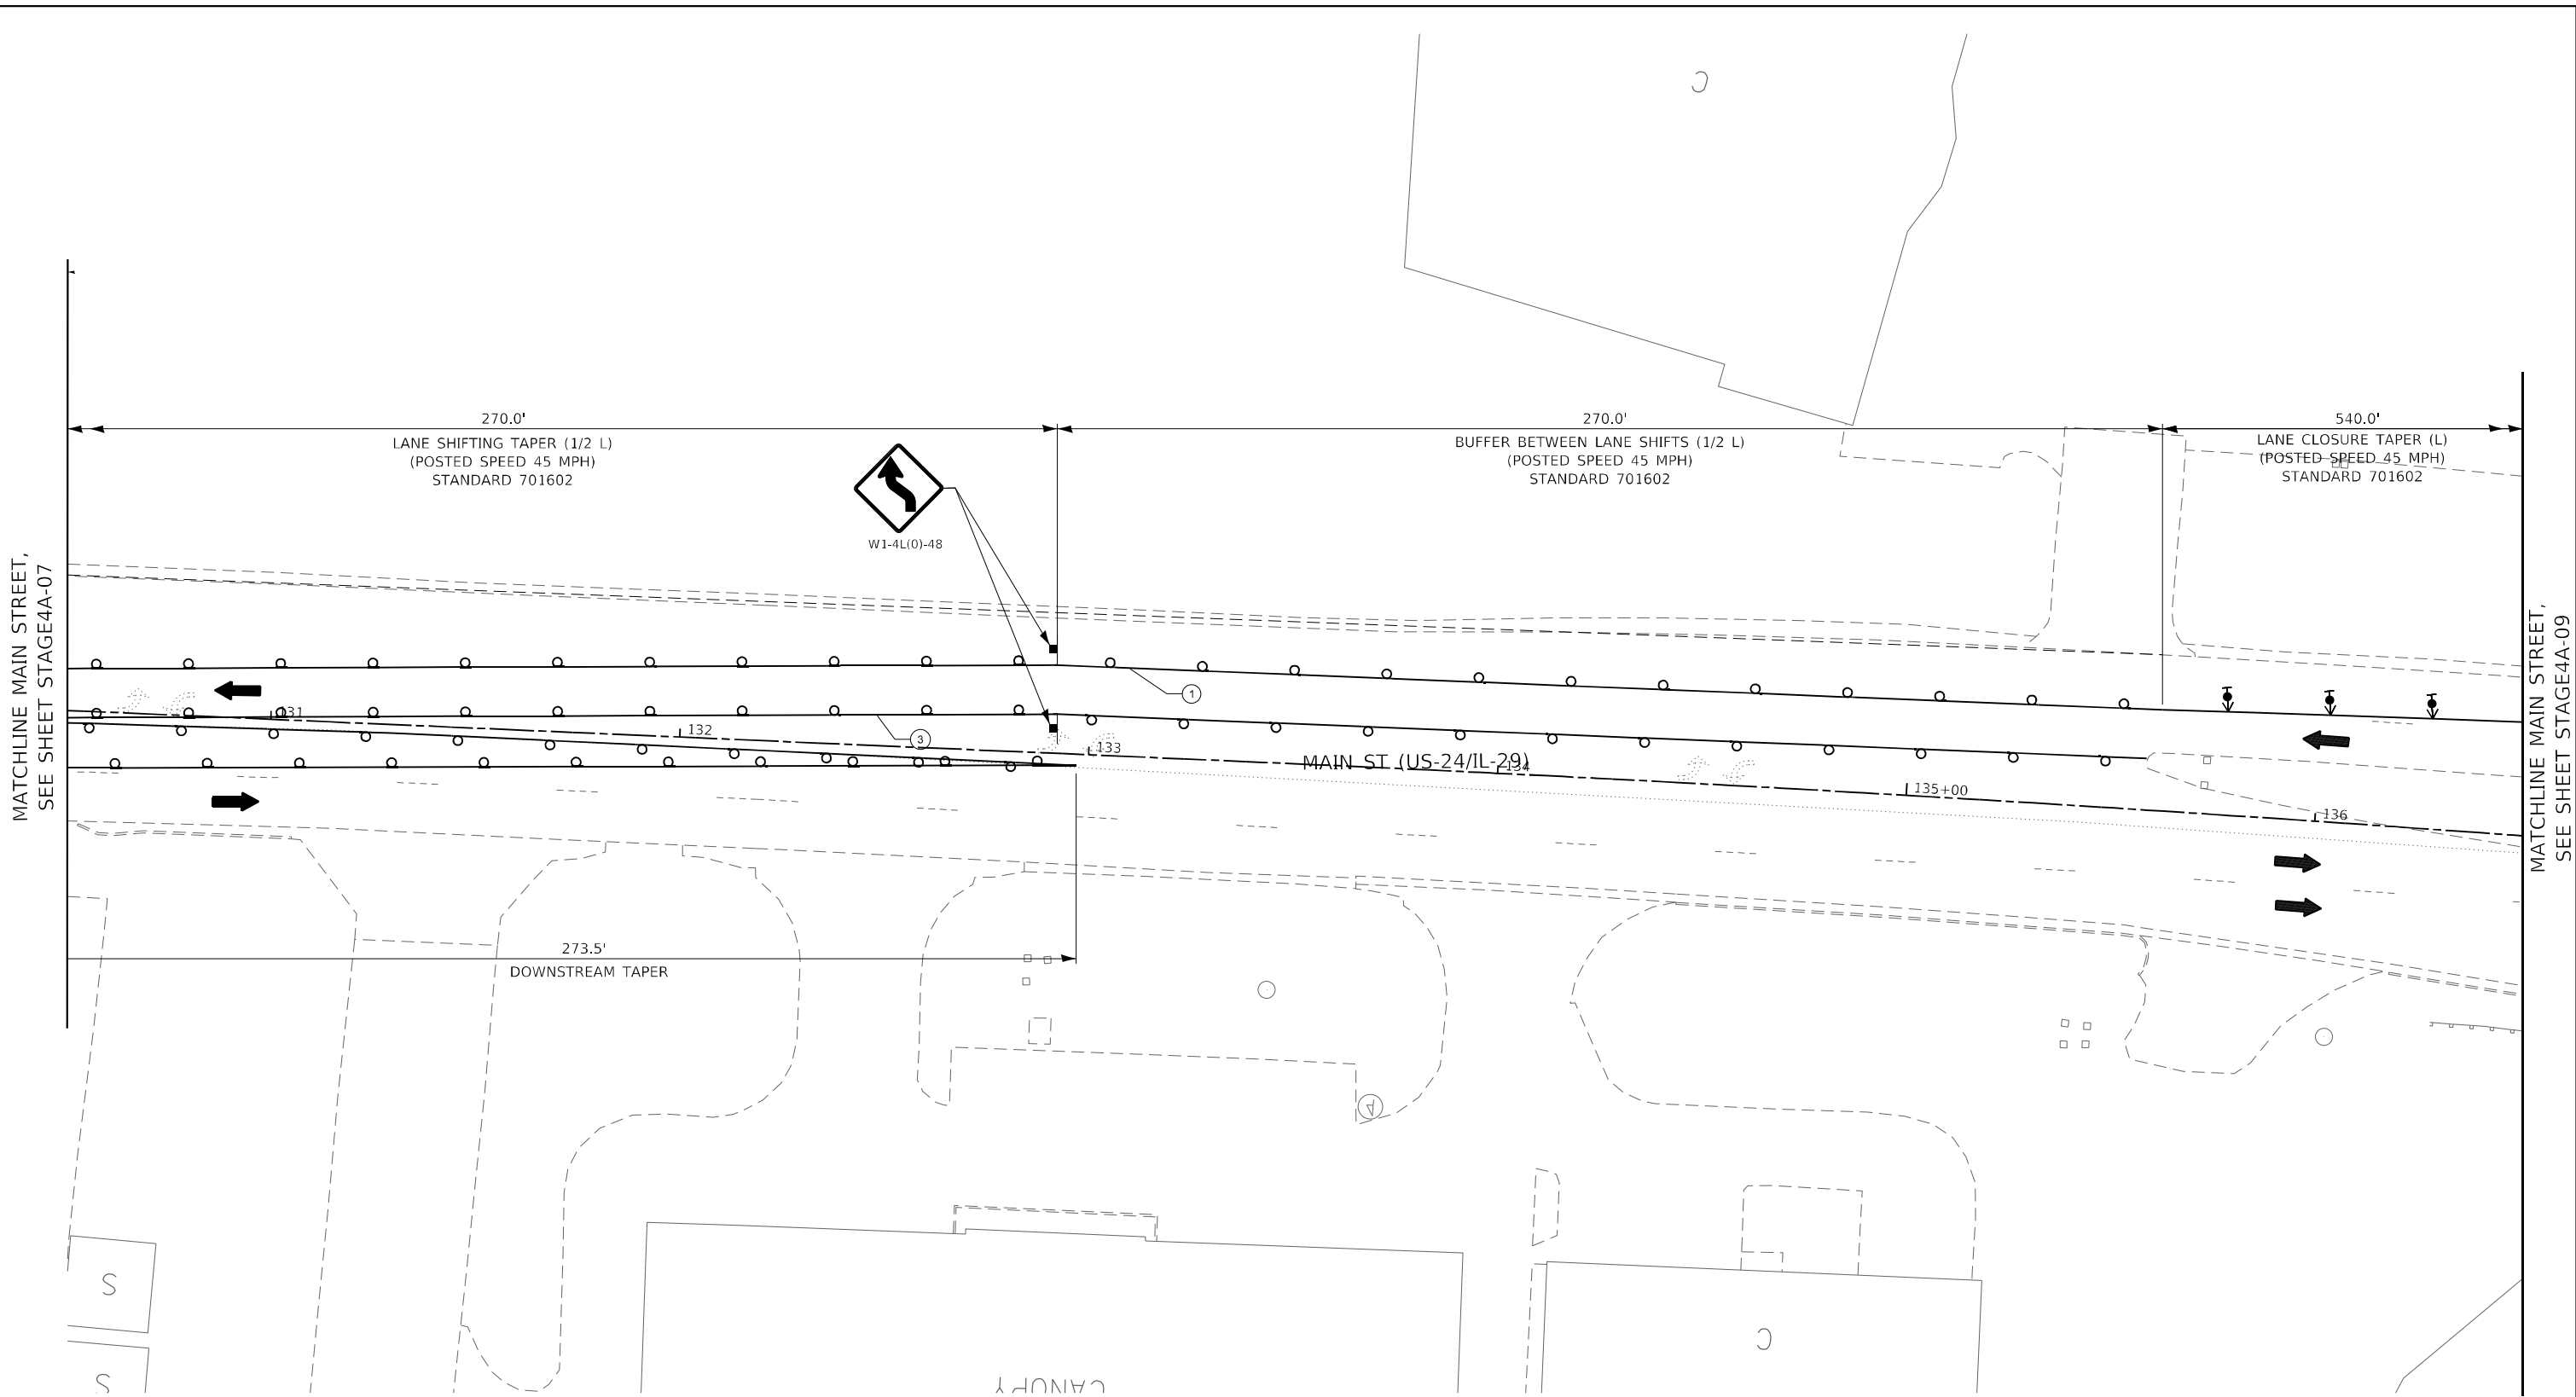 C
270.0'
LANE SHIFTING TAPER (1/2 L)
(POSTED SPEED 45 MPH)
STANDARD 701602
270.0'
BUFFER BETWEEN LANE SHIFTS (1/2 L)
(POSTED SPEED 45 MPH)
STANDARD 701602
540.0'
LANE CLOSURE TAPER (L)
(POSTED SPEED 45 MPH)
STANDARD 701602
W1-4L(0)-48
MATCHLINE MAIN STREET,
SEE SHEET STAGE4A-07
MATCHLINE MAIN STREET,
SEE SHEET STAGE4A-09
1
131
132
3
133
MAIN ST (US-24/IL-29)
134
135+00
136
273.5'
DOWNSTREAM TAPER
A
S
S
C
CANOPY